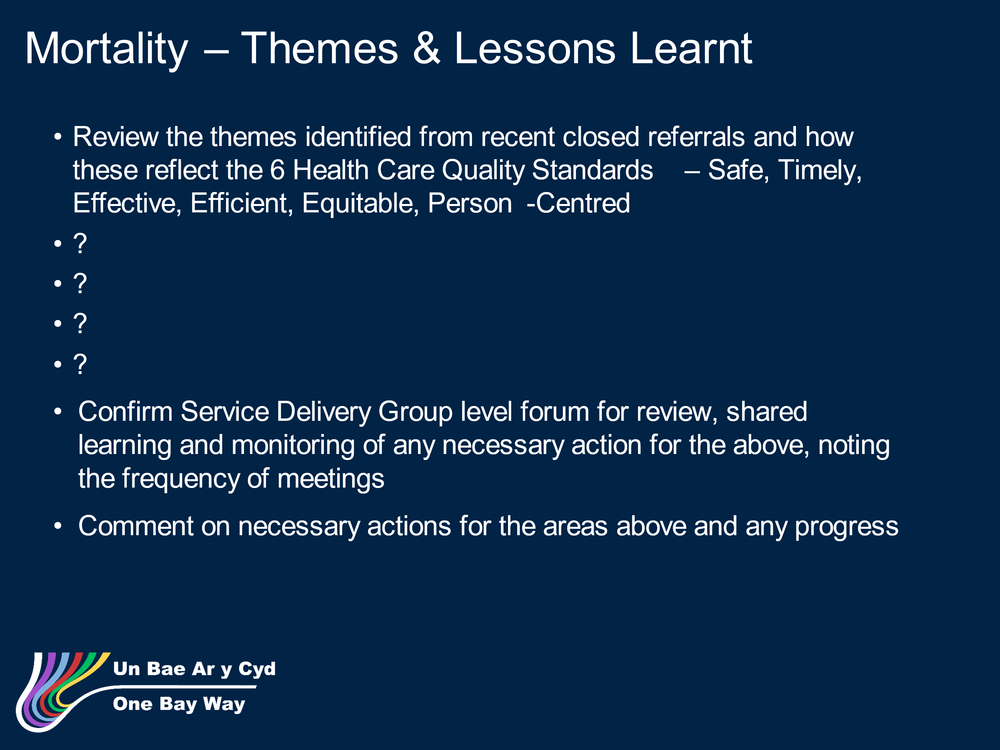 Mortality – Themes & Lessons Learnt
• Review the themes identified from recent closed referrals and how
these reflect the 6 Health Care Quality Standards – Safe, Timely,
Effective, Efficient, Equitable, Person -Centred
• ?
• ?
• ?
• ?
• Confirm Service Delivery Group level forum for review, shared
learning and monitoring of any necessary action for the above, noting
the frequency of meetings
• Comment on necessary actions for the areas above and any progress
Un Bae Ar y Cyd
One Bay Way